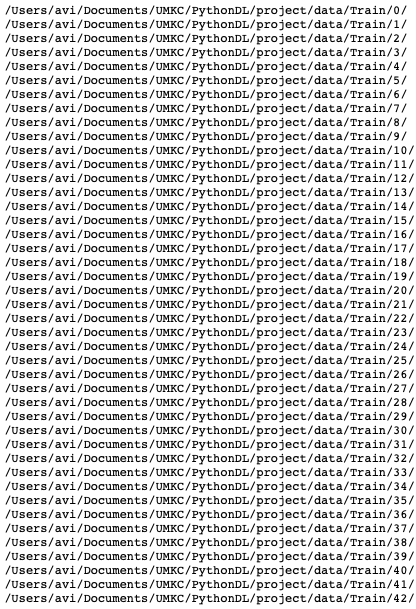 /Users/avi/Documents/UMKC/PythonDL/project/data/Train/0/
/Users/avi/Documents/UMKC/PythonDL/project/data/Train/1/
/Users/avi/Documents/UMKC/PythonDL/project/data/Train/2/
/Users/avi/Documents/UMKC/PythonDL/project/data/Train/3/
/Users/avi/Documents/UMKC/PythonDL/project/data/Train/4/
/Users/avi/Documents/UMKC/PythonDL/project/data/Train/5/
/Users/avi/Documents/UMKC/PythonDL/project/data/Train/6/
/Users/avi/Documents/UMKC/PythonDL/project/data/Train/7/
/Users/avi/Documents/UMKC/PythonDL/project/data/Train/8/
/Users/avi/Documents/UMKC/PythonDL/project/data/Train/9/
/Users/avi/Documents/UMKC/PythonDL/project/data/Train/10/
/Users/avi/Documents/UMKC/PythonDL/project/data/Train/11/
/Users/avi/Documents/UMKC/PythonDL/project/data/Train/12/
/Users/avi/Documents/UMKC/PythonDL/project/data/Train/13/
/Users/avi/Documents/UMKC/PythonDL/project/data/Train/14/
/Users/avi/Documents/UMKC/PythonDL/project/data/Train/15/
/Users/avi/Documents/UMKC/PythonDL/project/data/Train/16/
/Users/avi/Documents/UMKC/PythonDL/project/data/Train/17/
/Users/avi/Documents/UMKC/PythonDL/project/data/Train/18/
/Users/avi/Documents/UMKC/PythonDL/project/data/Train/19/
/Users/avi/Documents/UMKC/PythonDL/project/data/Train/20/
/Users/avi/Documents/UMKC/PythonDL/project/data/Train/21/
/Users/avi/Documents/UMKC/PythonDL/project/data/Train/22/
/Users/avi/Documents/UMKC/PythonDL/project/data/Train/23/
/Users/avi/Documents/UMKC/PythonDL/project/data/Train/24/
/Users/avi/Documents/UMKC/PythonDL/project/data/Train/25/
/Users/avi/Documents/UMKC/PythonDL/project/data/Train/26/
/Users/avi/Documents/UMKC/PythonDL/project/data/Train/27/
/Users/avi/Documents/UMKC/PythonDL/project/data/Train/28/
/Users/avi/Documents/UMKC/PythonDL/project/data/Train/29/
/Users/avi/Documents/UMKC/PythonDL/project/data/Train/30/
/Users/avi/Documents/UMKC/PythonDL/project/data/Train/31/
/Users/avi/Documents/UMKC/PythonDL/project/data/Train/32/
/Users/avi/Documents/UMKC/PythonDL/project/data/Train/33/
/Users/avi/Documents/UMKC/PythonDL/project/data/Train/34/
/Users/avi/Documents/UMKC/PythonDL/project/data/Train/35/
/Users/avi/Documents/UMKC/PythonDL/project/data/Train/36/
/Users/avi/Documents/UMKC/PythonDL/project/data/Train/37/
/Users/avi/Documents/UMKC/PythonDL/project/data/Train/38/
/Users/avi/Documents/UMKC/PythonDL/project/data/Train/39/
/Users/avi/Documents/UMKC/PythonDL/project/data/Train/40/
/Users/avi/Documents/UMKC/PythonDL/project/data/Train/41/
/Users/avi/Documents/UMKC/PythonDL/project/data/Train/42/